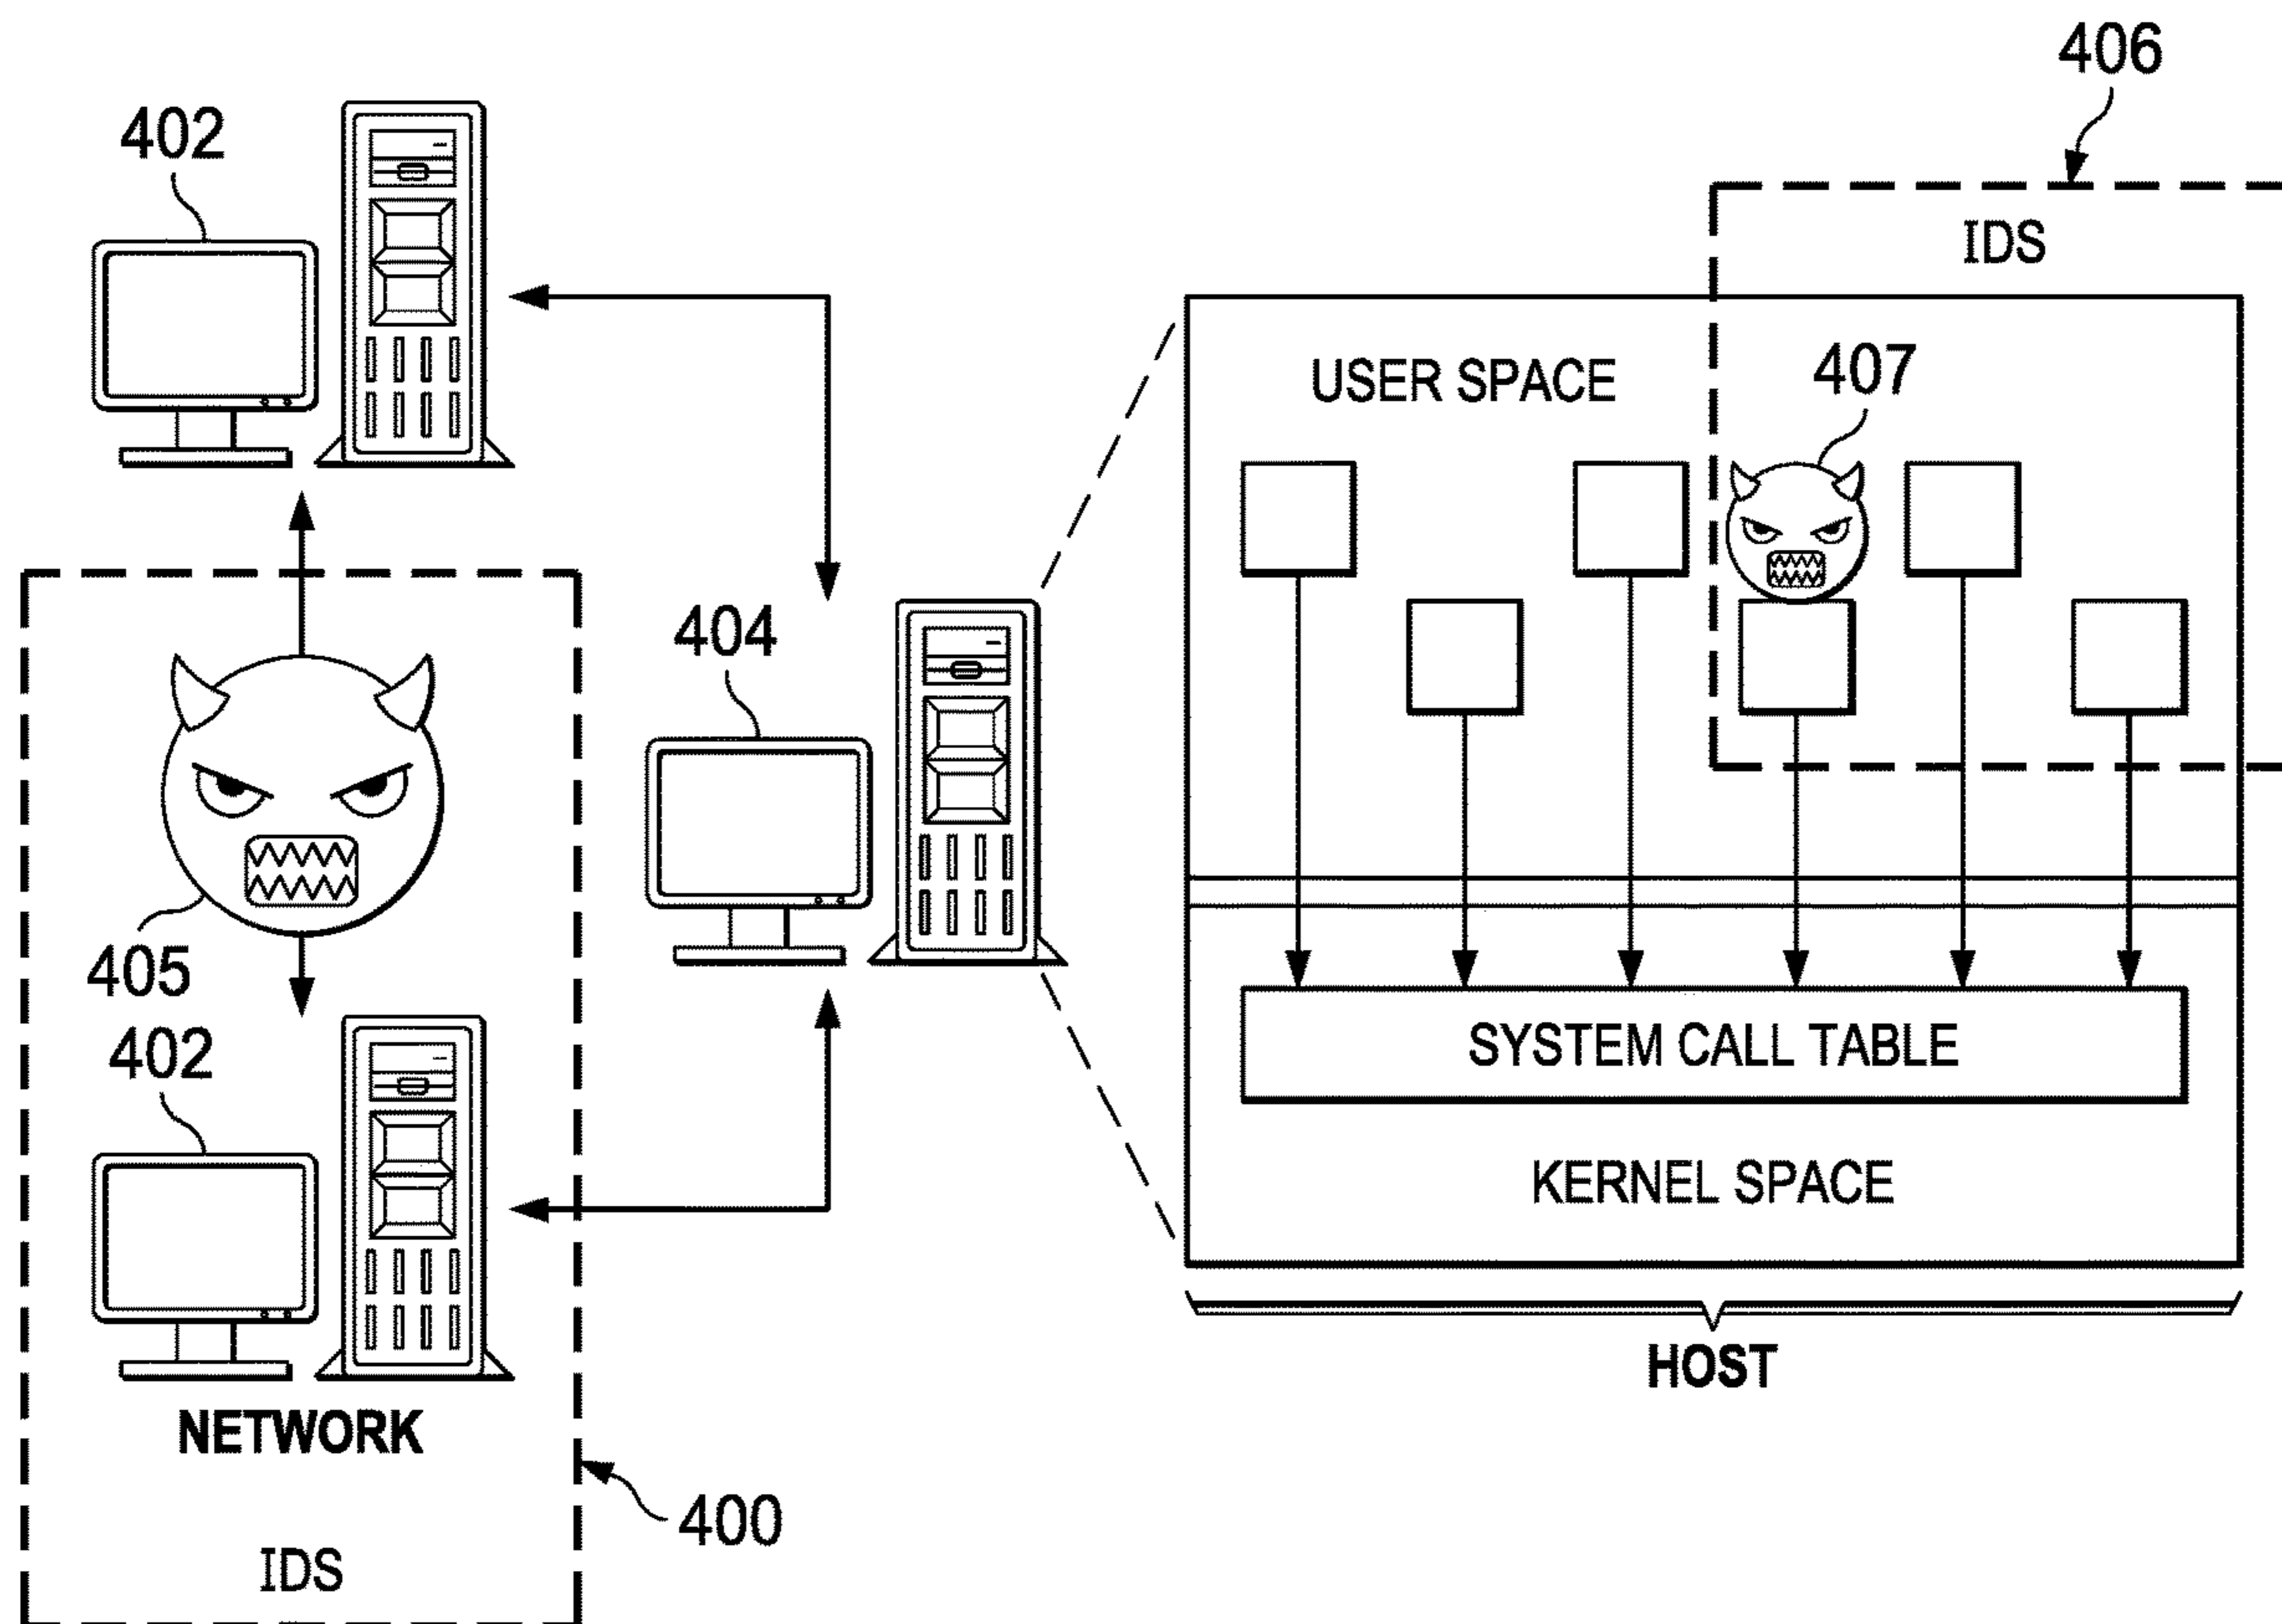 406
402
IDS
USER SPACE
407
404
405
402
SYSTEM CALL TABLE
KERNEL SPACE
HOST
NETWORK
400
IDS